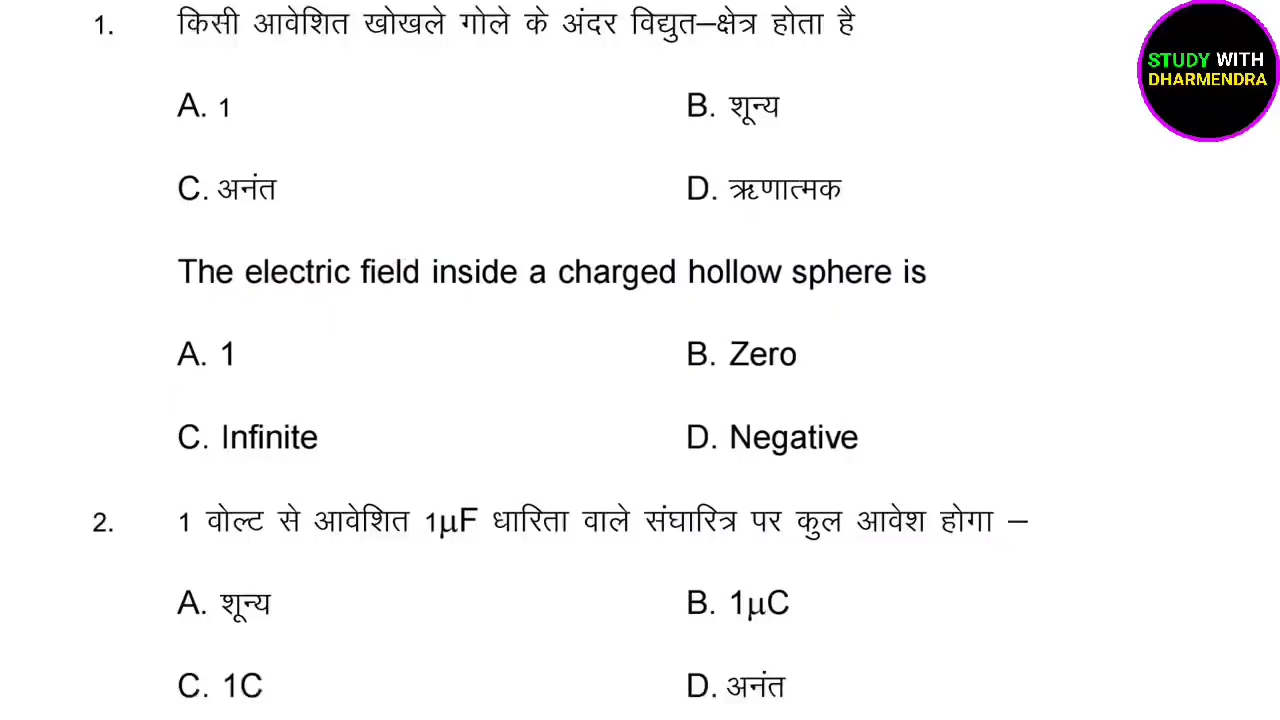 1. किसी आवेशित खोखले गोले के अंदर विद्युत–क्षेत्र होता है
STUDY WITH
DHARMENDRA
A. 1 B. शून्य
C. अनंत D. ऋणात्मक
The electric field inside a charged hollow sphere is
A. 1 B. Zero
C. Infinite D. Negative
2. 1 वोल्ट से आवेशित 1μF धारिता वाले संघारित्र पर कुल आवेश होगा –
A. शून्य B. 1μC
C. 1C D. अनंत